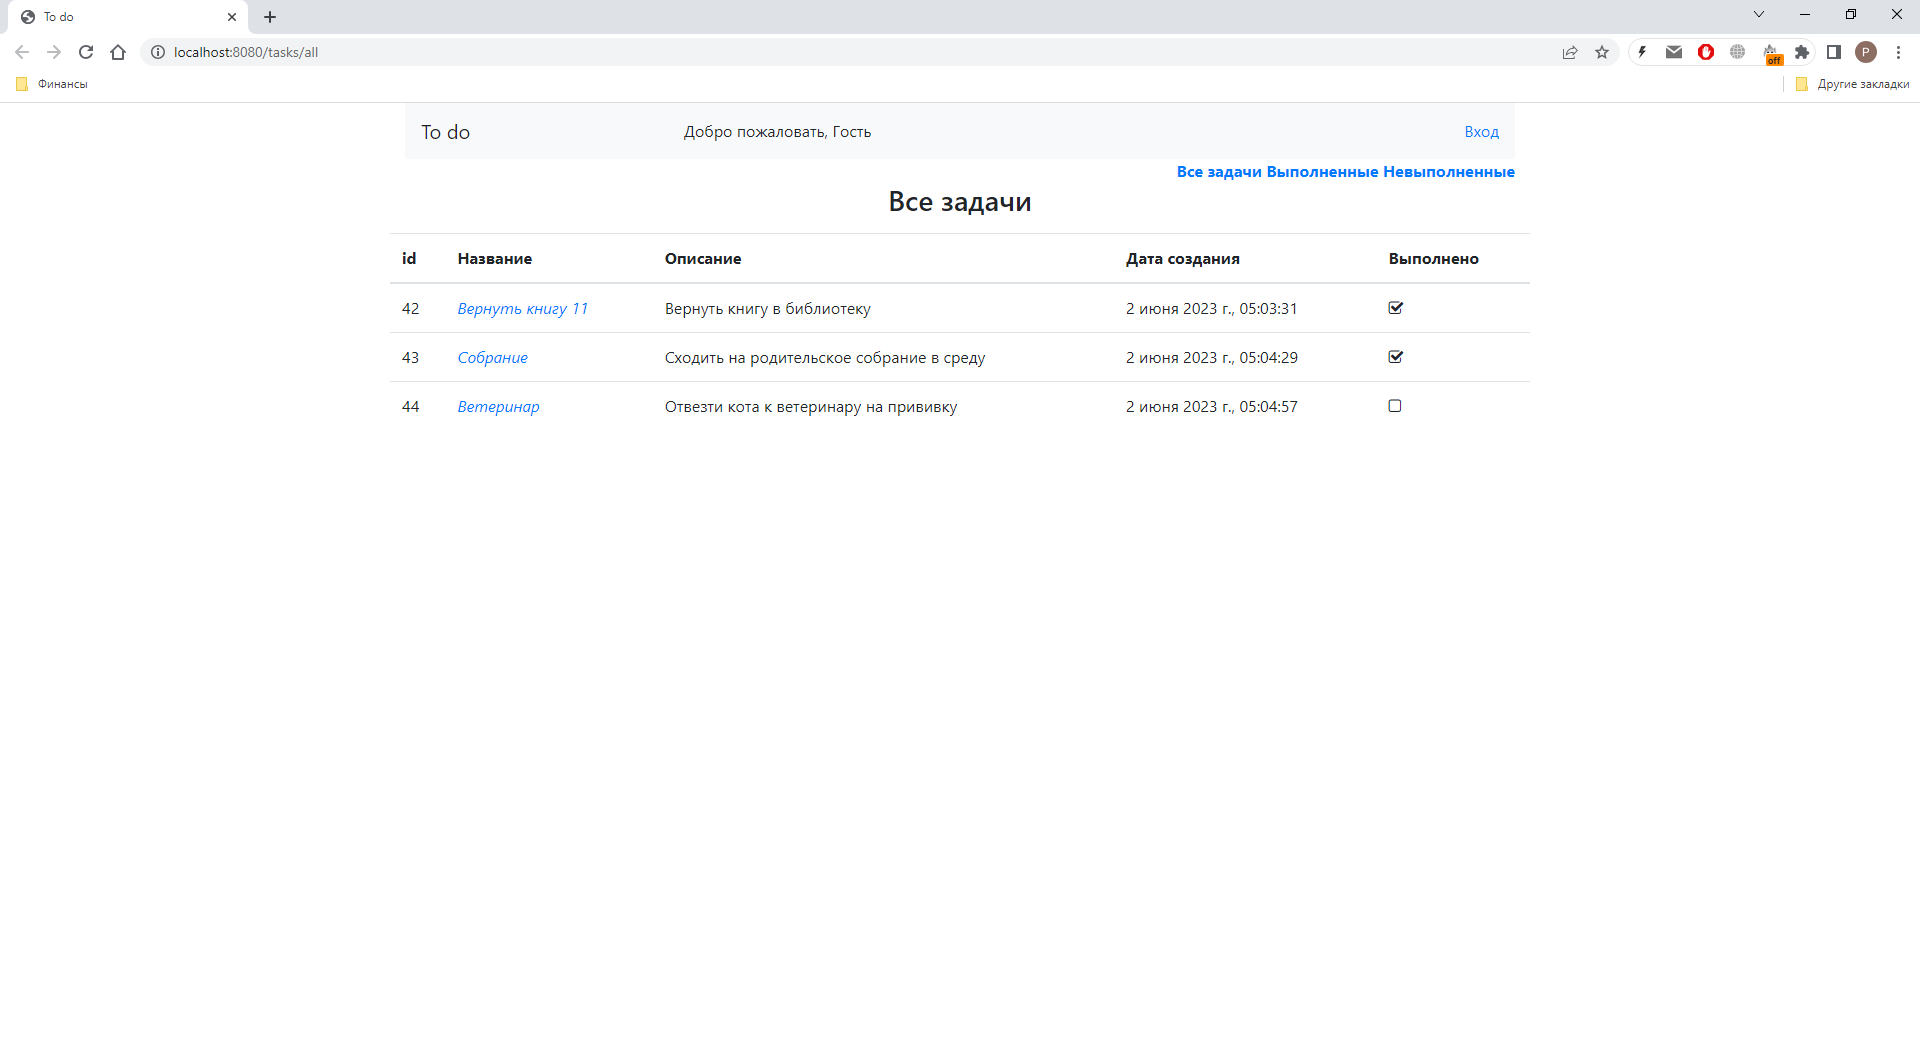 To do
localhost:8080/tasks/all
off
P
Финансы
Другие закладки
To do Добро пожаловать, Гость Вход
Все задачи Выполненные Невыполненные
Все задачи
id Название Описание Дата создания Выполнено
42 Вернуть книгу 11 Вернуть книгу в библиотеку 2 июня 2023 г., 05:03:31
43 Собрание Сходить на родительское собрание в среду 2 июня 2023 г., 05:04:29
44 Ветеринар Отвезти кота к ветеринару на прививку 2 июня 2023 г., 05:04:57